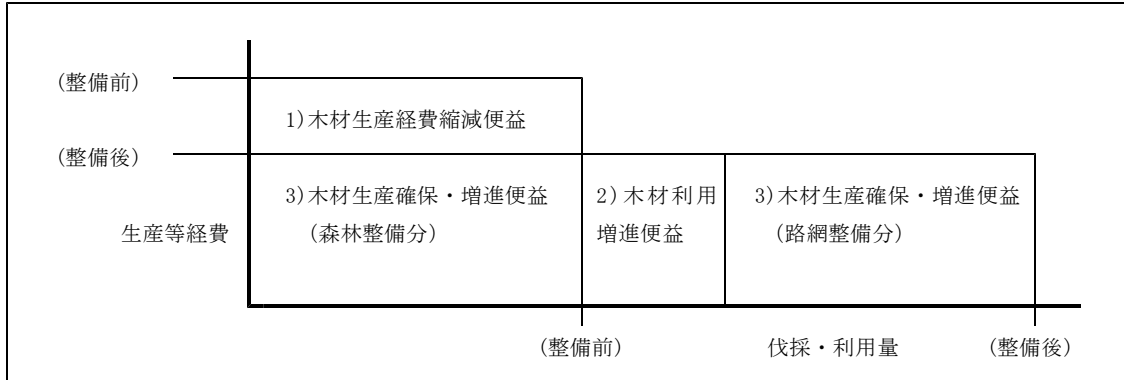 (整備前)
1)木材生産経費縮減便益
(整備後)
3)木材生産確保・増進便益
(森林整備分)
2)木材利用
増進便益
3)木材生産確保・増進便益
(路網整備分)
生産等経費
(整備前)
伐採・利用量
(整備後)